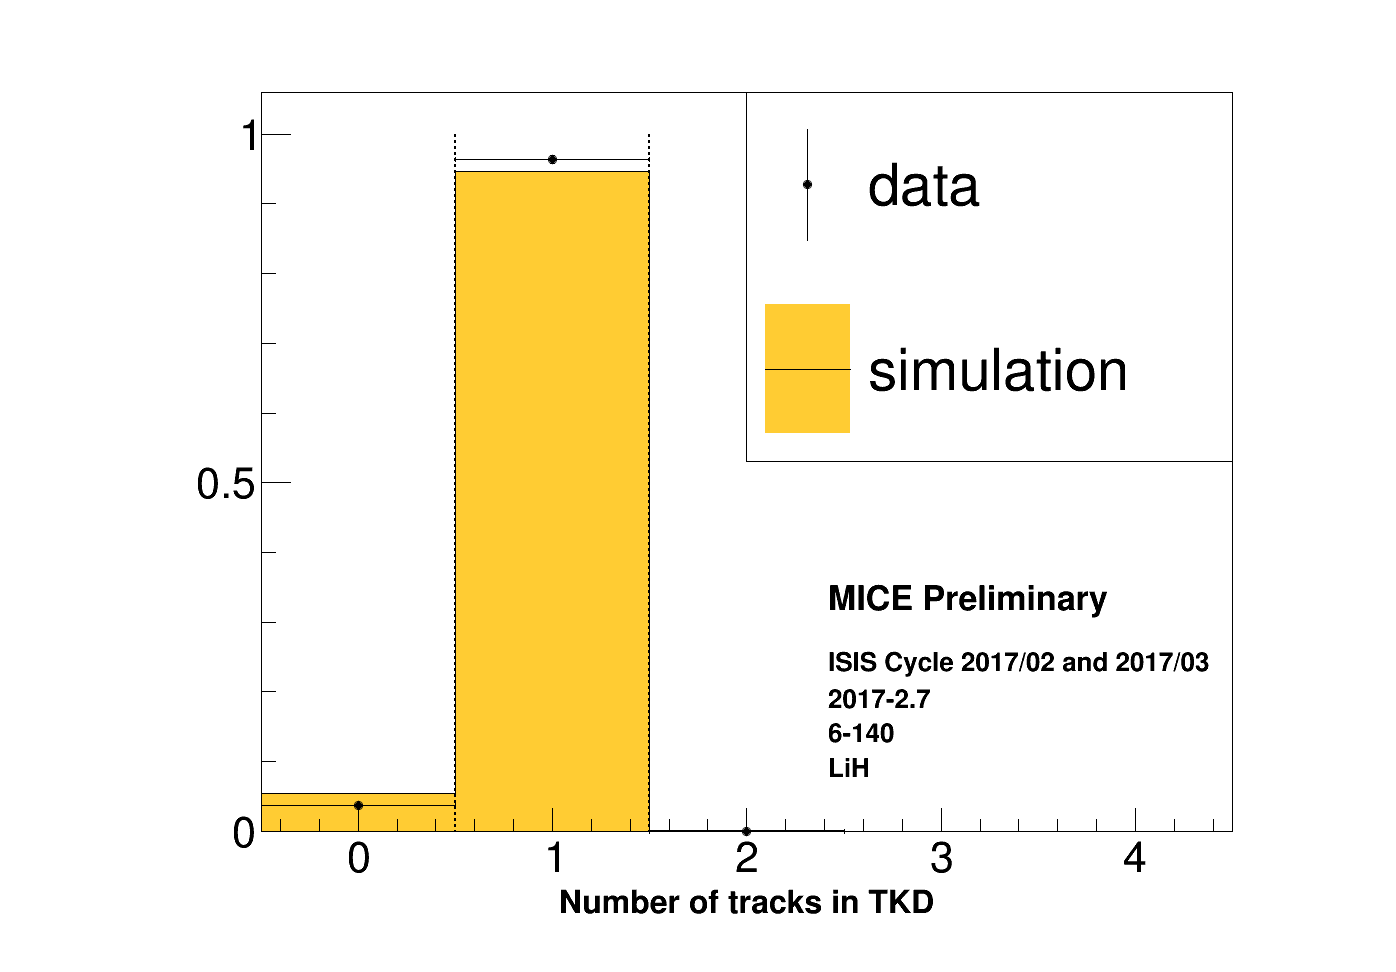 1
0.5
0
data
simulation
MICE Preliminary
ISIS Cycle 2017/02 and 2017/03
2017-2.7
6-140
LiH
0 1 2 3 4
Number of tracks in TKD